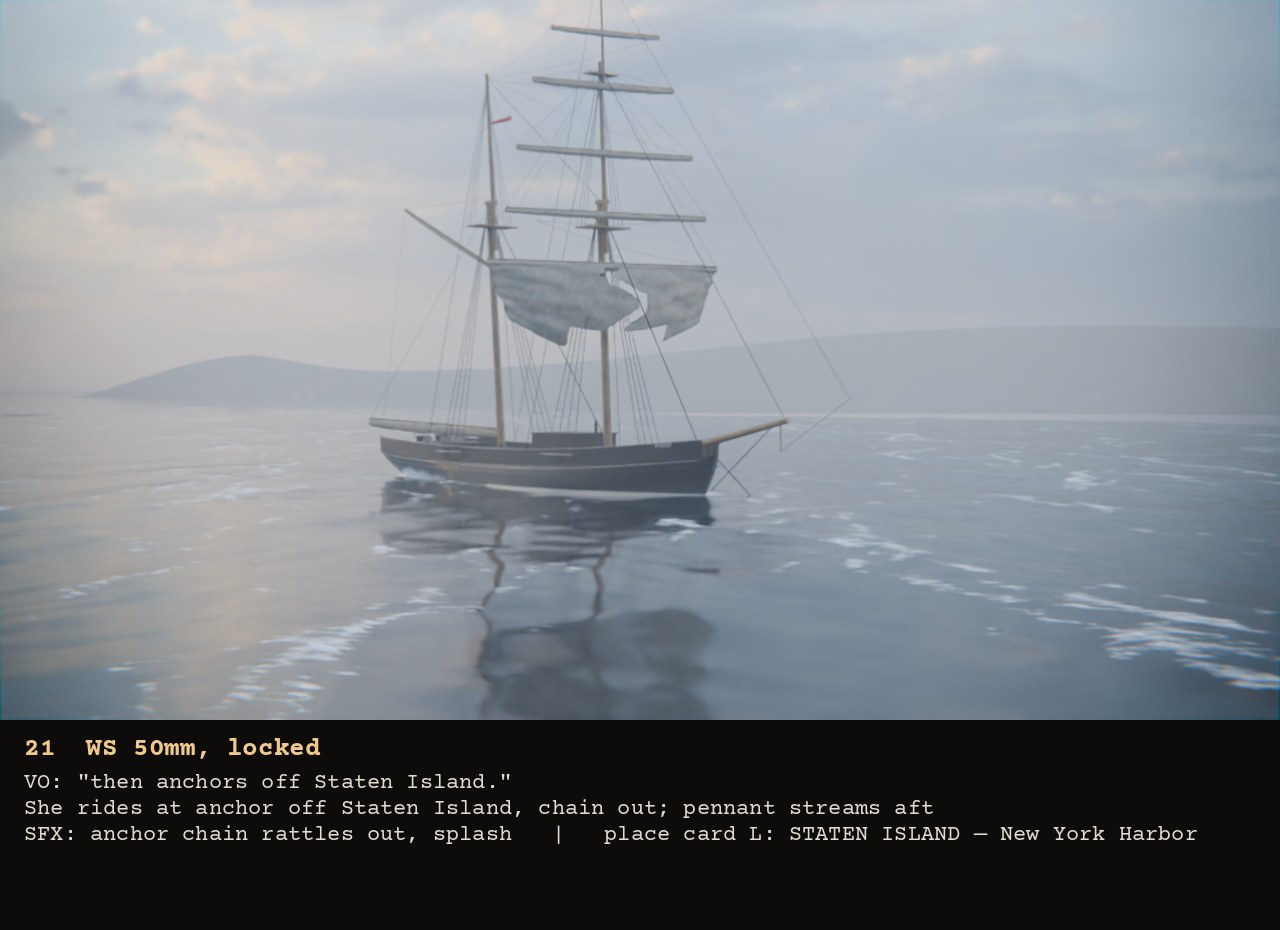 21  WS 50mm, locked
VO: "then anchors off Staten Island."
She rides at anchor off Staten Island, chain out; pennant streams aft
SFX: anchor chain rattles out, splash   |   place card L: STATEN ISLAND — New York Harbor